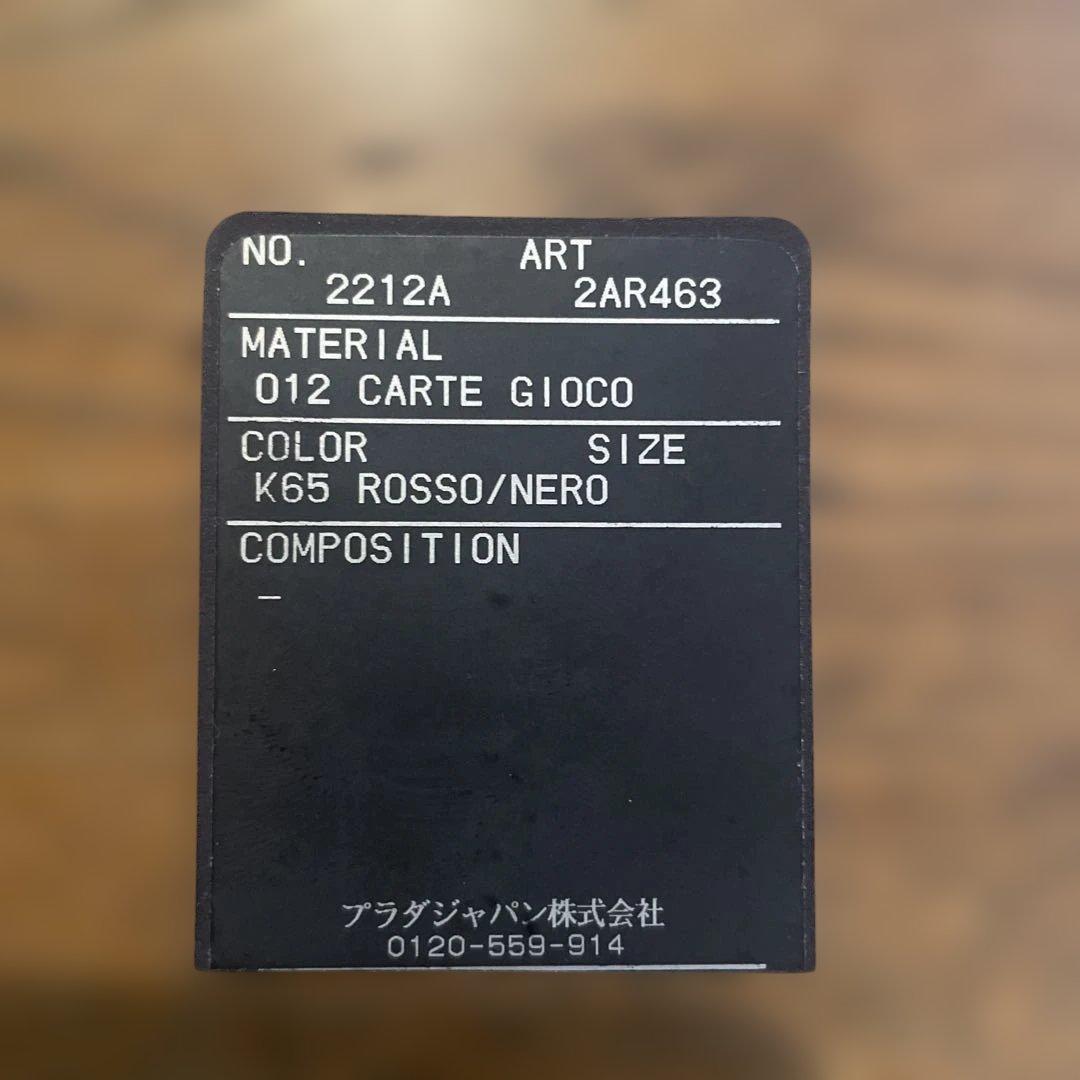 NO. ART
2212A 2AR463
MATERIAL
012 CARTE GIOCO
COLOR SIZE
K65 ROSSO/NERO
COMPOSITION
–
プラダジャパン株式会社
0120-559-914